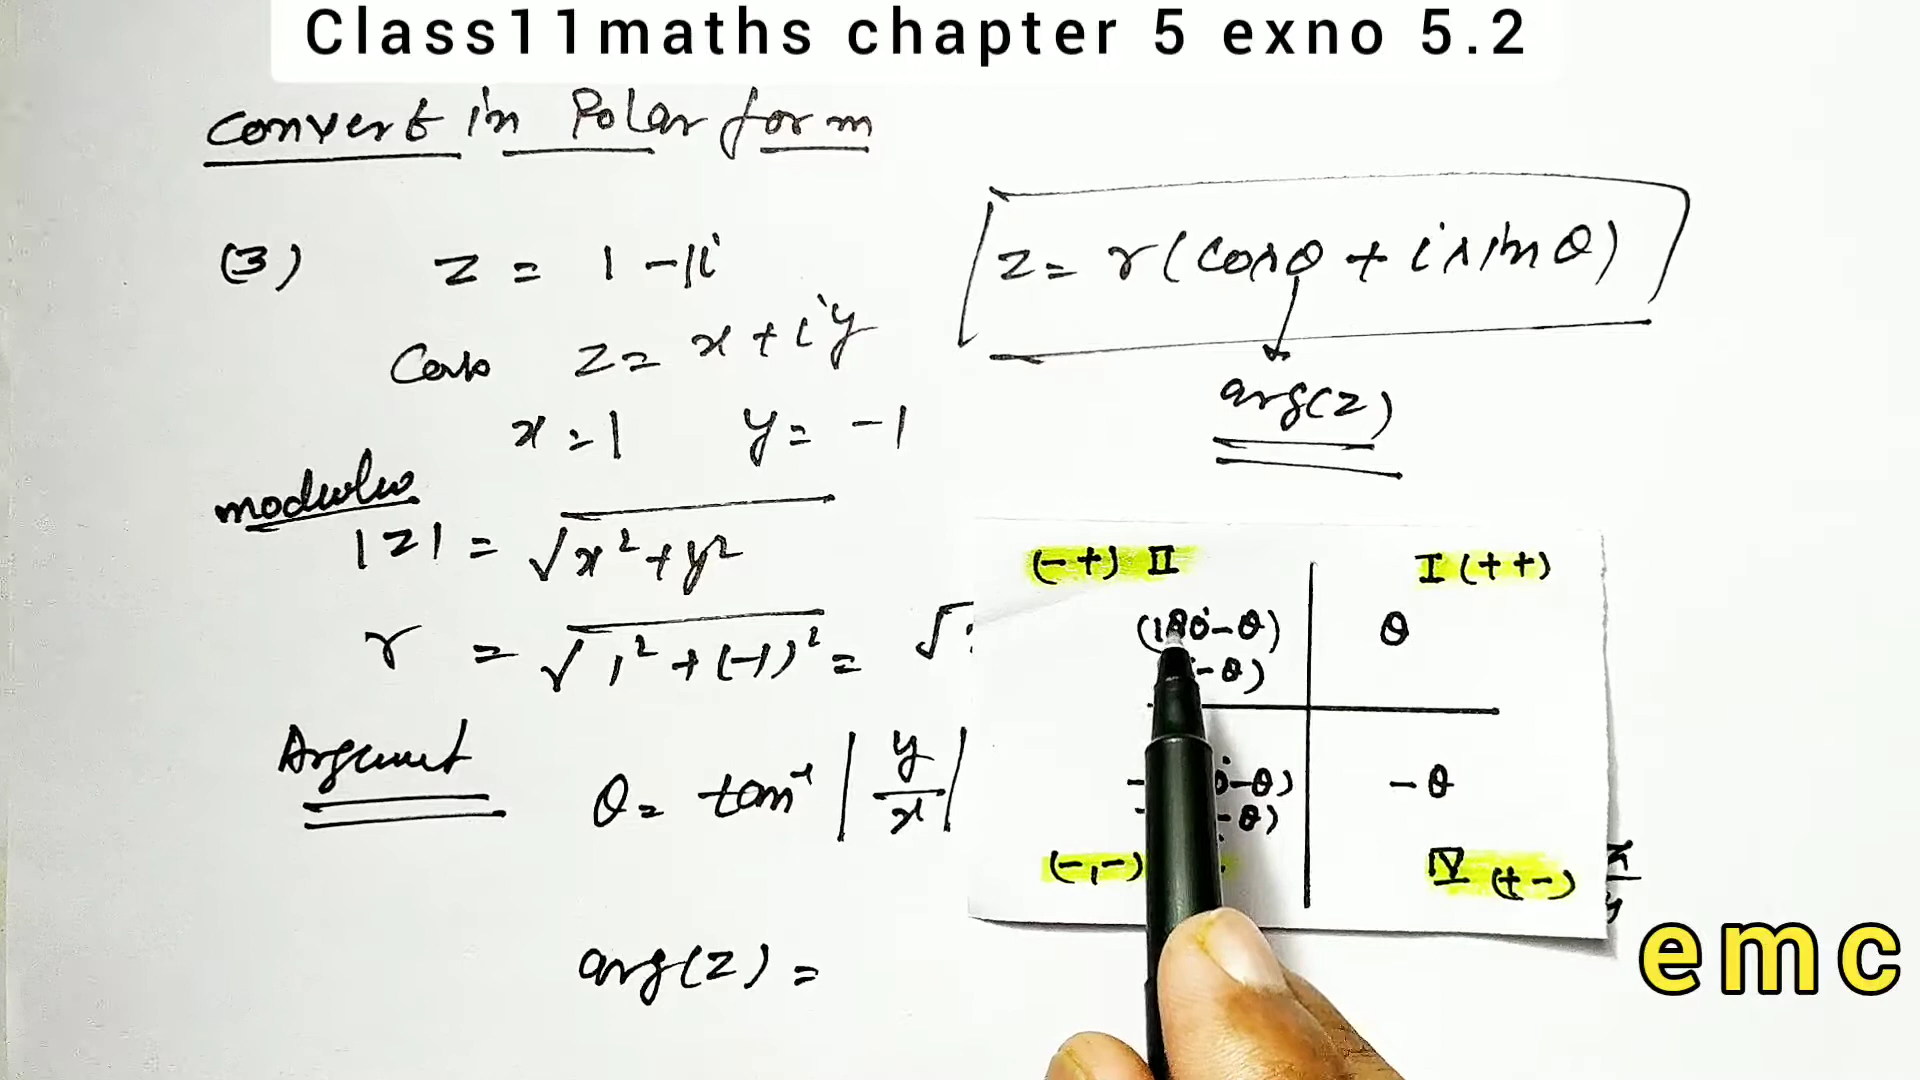 Class11maths chapter 5 exno 5.2
Convert in Polar form
(3) z = 1 - 1i
z = x + iy
x = 1 y = -1
modulus
|z| = √x²+y²
r = √1²+(-1)² = √
Argument θ = tan⁻¹ |y/x|
arg(z) =
z = r(cosθ + i sinθ)
arg(z)
(-+) II I (++)
(180°-θ) θ
-θ)
-θ) -θ
-θ)
(-,-) IV (+-)
emc